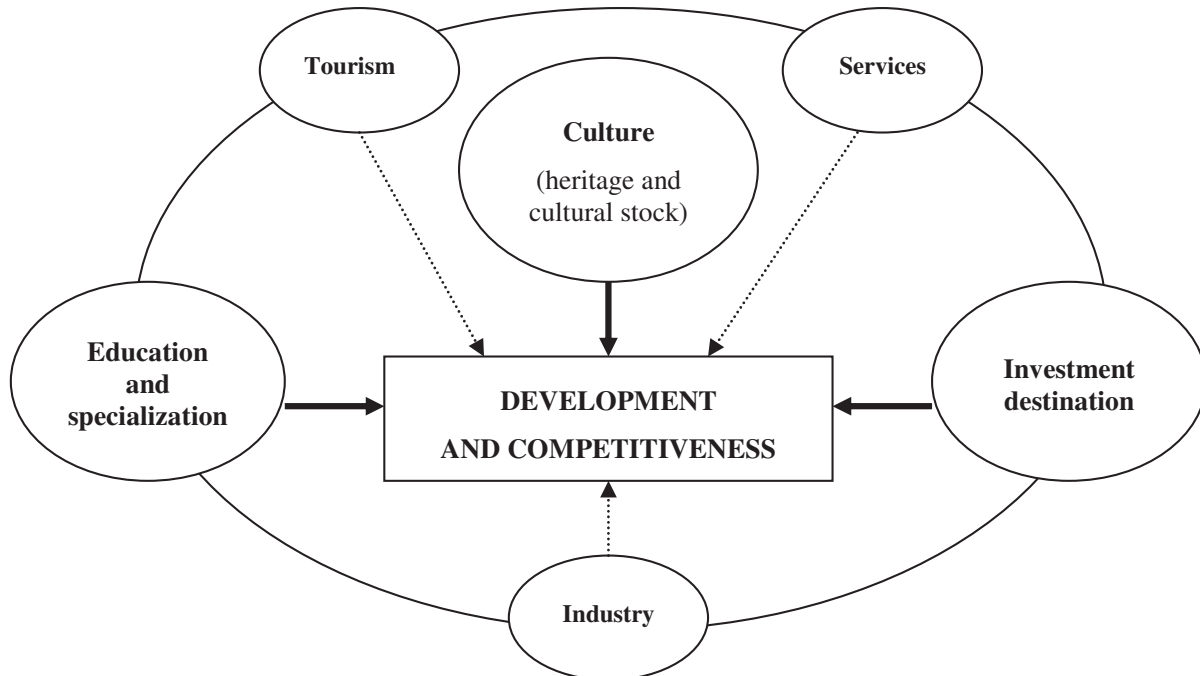 Tourism
Services
Culture
(heritage and
cultural stock)
Education
and
specialization
Investment
destination
DEVELOPMENT
AND COMPETITIVENESS
Industry